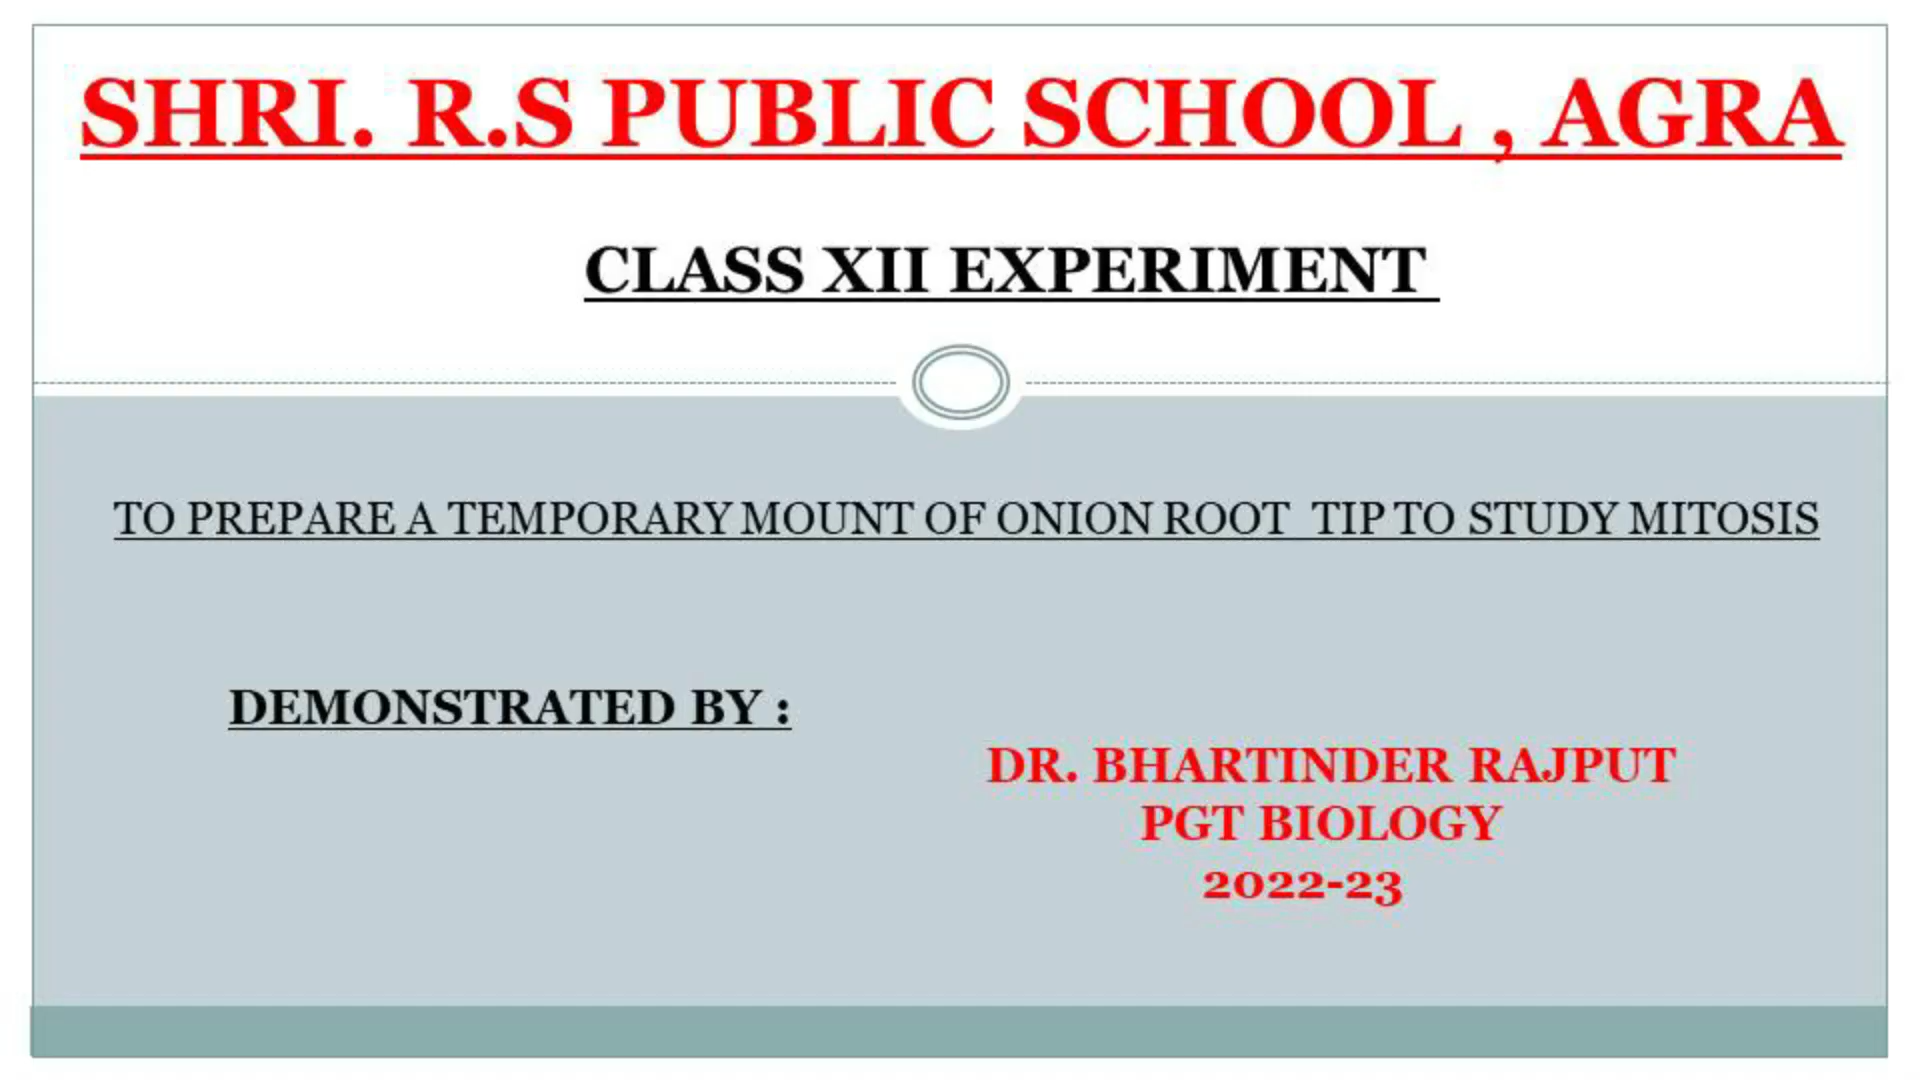 SHRI. R.S PUBLIC SCHOOL , AGRA
CLASS XII EXPERIMENT
TO PREPARE A TEMPORARY MOUNT OF ONION ROOT TIP TO STUDY MITOSIS
DEMONSTRATED BY :
DR. BHARTINDER RAJPUT
PGT BIOLOGY
2022-23